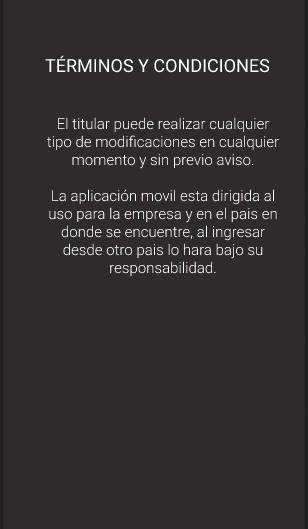 TÉRMINOS Y CONDICIONES
El titular puede realizar cualquier
tipo de modificaciones en cualquier
momento y sin previo aviso.
La aplicación movil esta dirigida al
uso para la empresa y en el pais en
donde se encuentre, al ingresar
desde otro pais lo hara bajo su
responsabilidad.